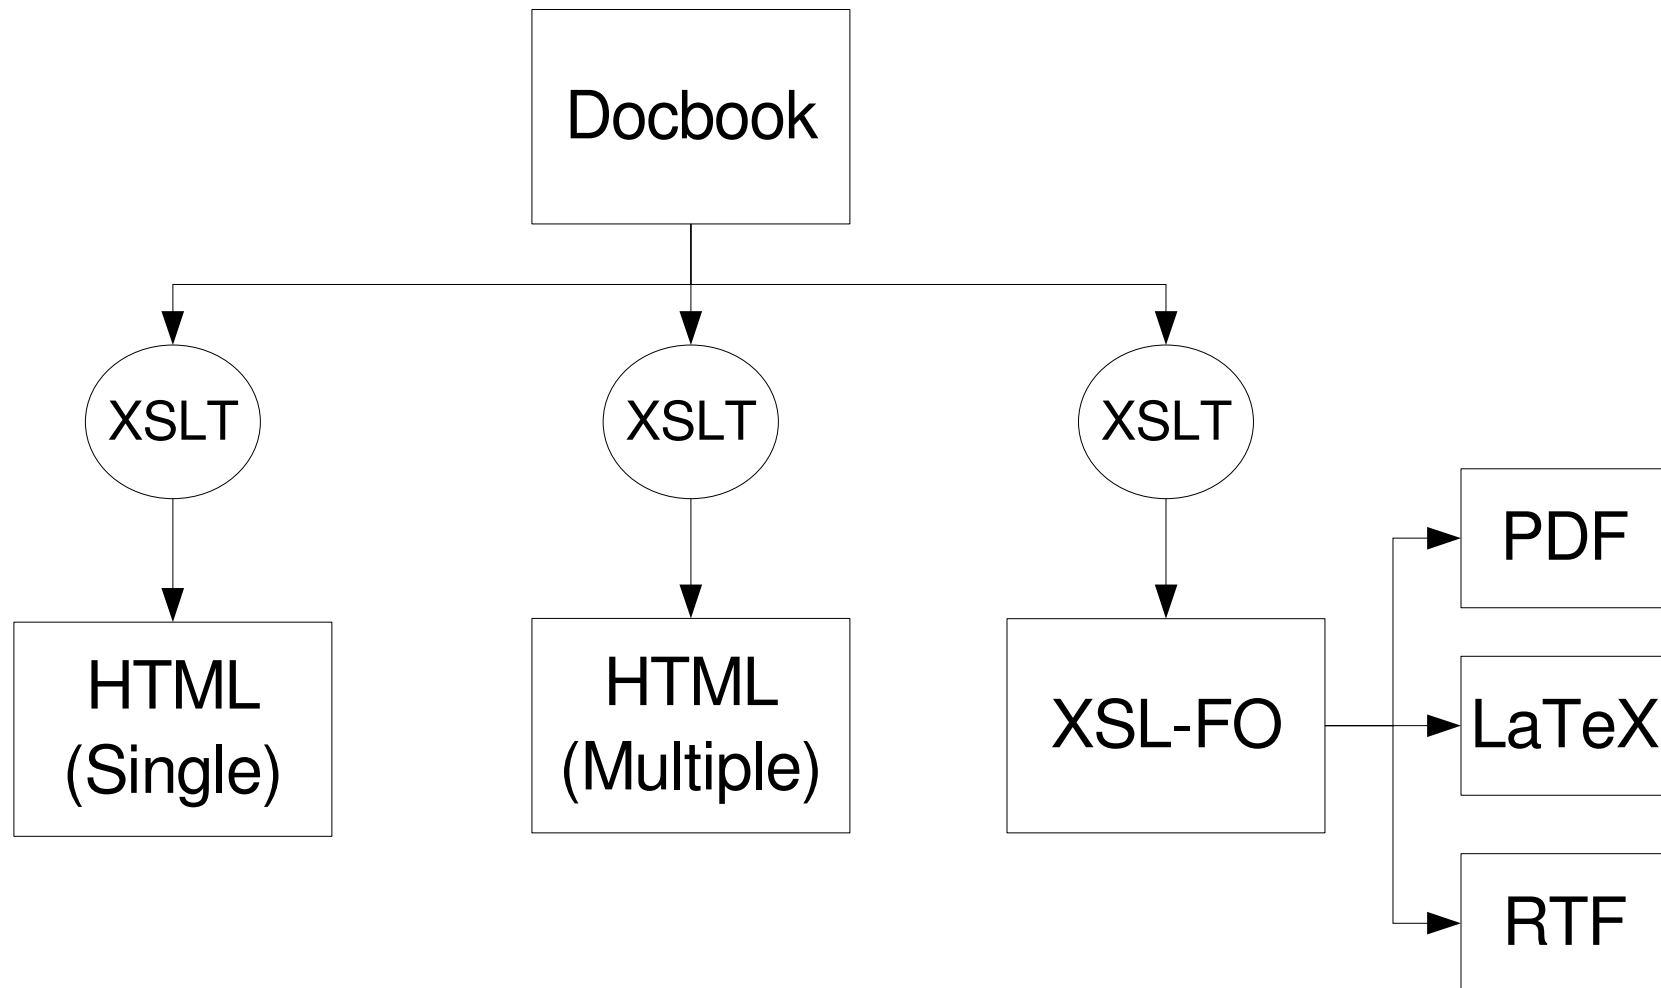 Docbook
XSLT
XSLT
XSLT
HTML
(Single)
HTML
(Multiple)
XSL-FO
PDF
LaTeX
RTF